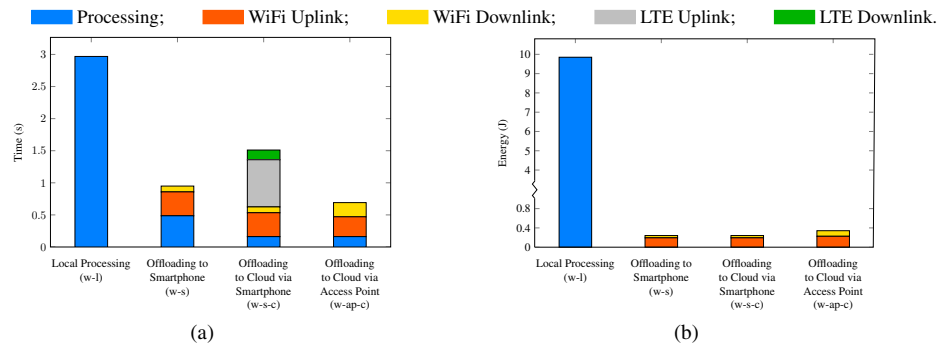 Processing; WiFi Uplink; WiFi Downlink; LTE Uplink; LTE Downlink.
Time (s)
3
2.5
2
1.5
1
0.5
0
Local Processing
(w-l)
Offloading to
Smartphone
(w-s)
Offloading
to Cloud via
Smartphone
(w-s-c)
Offloading
to Cloud via
Access Point
(w-ap-c)
(a)
Energy (J)
10
9
8
7
6
5
4
0.8
0.4
0
Local Processing
(w-l)
Offloading to
Smartphone
(w-s)
Offloading
to Cloud via
Smartphone
(w-s-c)
Offloading
to Cloud via
Access Point
(w-ap-c)
(b)